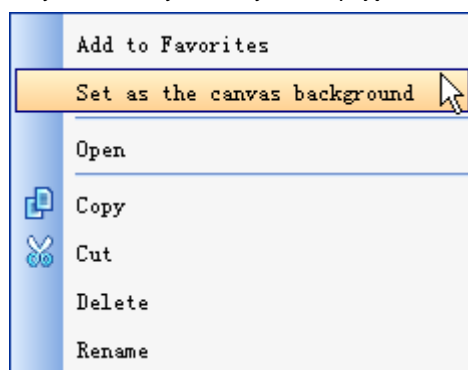 Add to Favorites
Set as the canvas background
Open
Copy
Cut
Delete
Rename